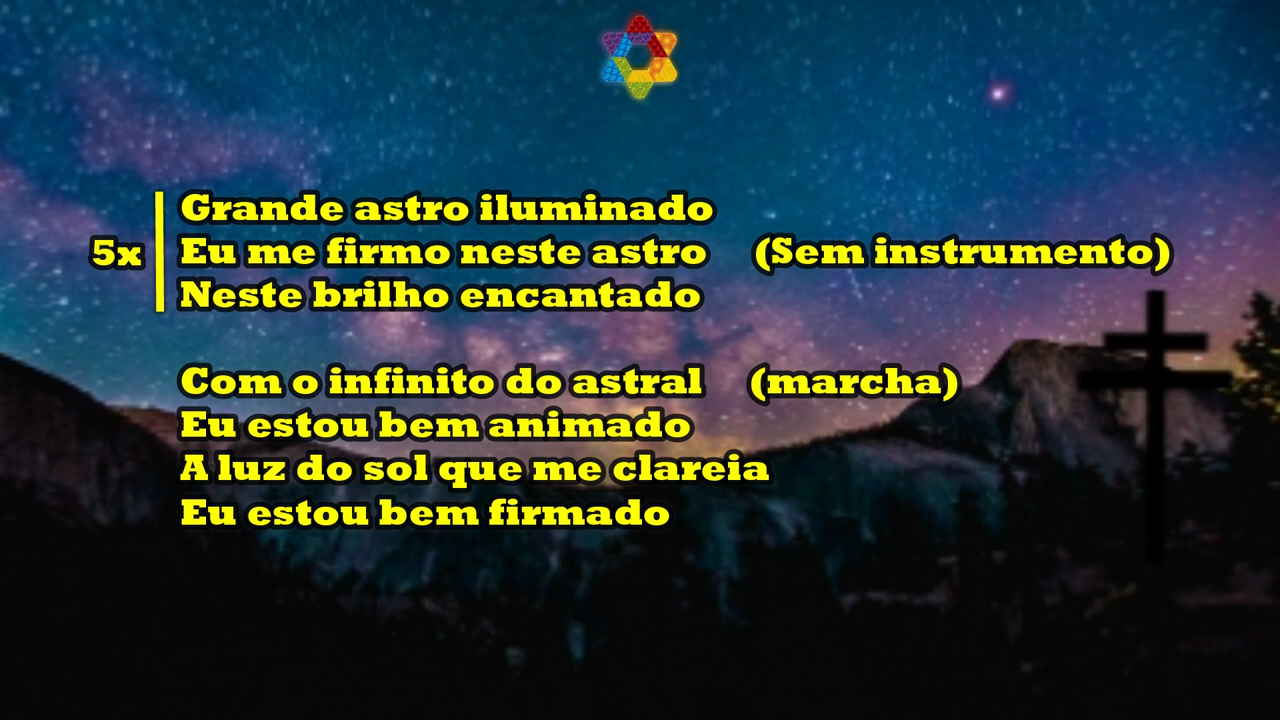 Grande astro iluminado
5x Eu me firmo neste astro (Sem instrumento)
Neste brilho encantado
Com o infinito do astral (marcha)
Eu estou bem animado
A luz do sol que me clareia
Eu estou bem firmado